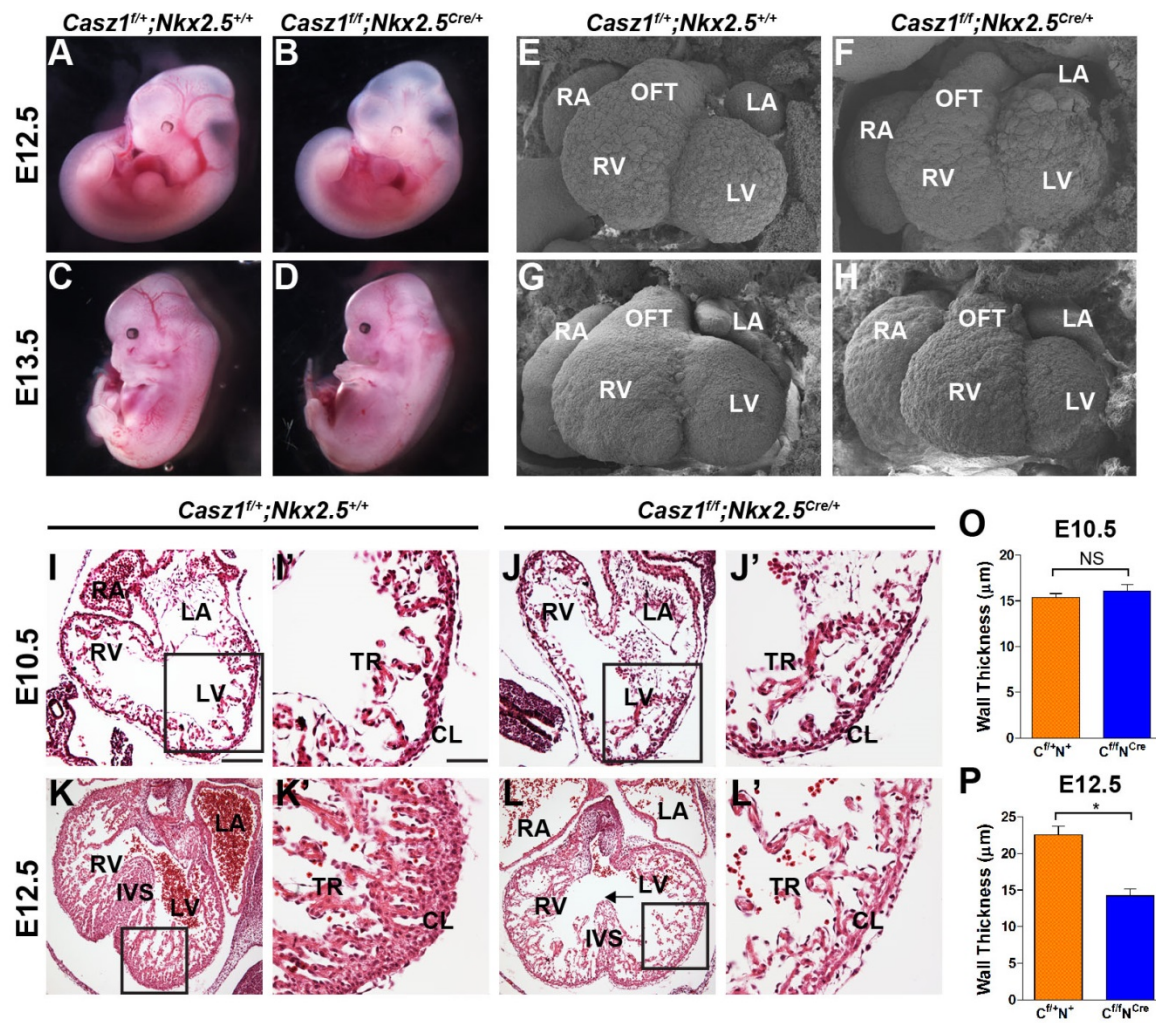 Casz1f/+;Nkx2.5+/+ Casz1f/f;Nkx2.5Cre/+ Casz1f/+;Nkx2.5+/+ Casz1f/f;Nkx2.5Cre/+
E12.5
A
B
E
RA
OFT
LA
RV
LV
F
LA
OFT
RA
RV
LV
E13.5
C
D
G
RA
OFT
LA
RV
LV
H
RA
OFT
LA
RV
LV
Casz1f/+;Nkx2.5+/+ Casz1f/f;Nkx2.5Cre/+
E10.5
I
RA
LA
RV
LV
I'
TR
CL
J
RV
LA
LV
J'
TR
CL
O
E10.5
Wall Thickness (μm)
20
15
10
5
0
NS
Cf/+N+ Cf/fNCre
E12.5
K
LA
RV
IVS
LV
K'
TR
CL
L
RA
LA
RV
LV
IVS
L'
TR
CL
P
E12.5
Wall Thickness (μm)
25
20
15
10
5
0
*
Cf/+N+ Cf/fNCre